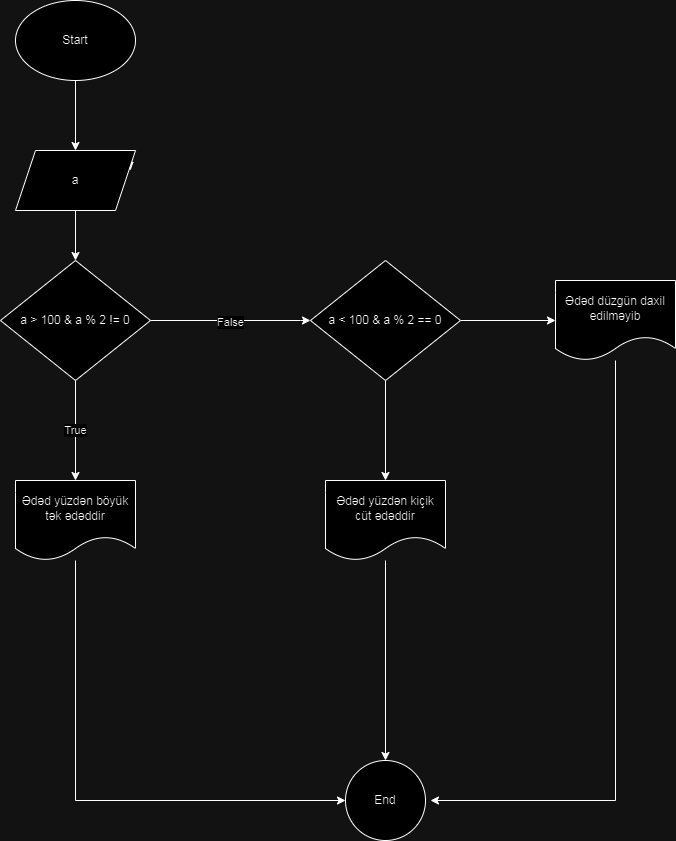 Start
a
a > 100 & a % 2 != 0
False
a < 100 & a % 2 == 0
Ədəd düzgün daxil
edilməyib
True
Ədəd yüzdən böyük
tək ədəddir
Ədəd yüzdən kiçik
cüt ədəddir
End